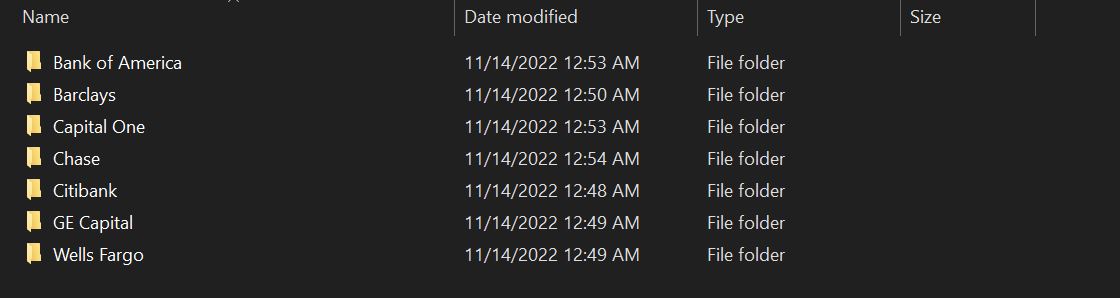 Name Date modified Type Size
Bank of America 11/14/2022 12:53 AM File folder
Barclays 11/14/2022 12:50 AM File folder
Capital One 11/14/2022 12:53 AM File folder
Chase 11/14/2022 12:54 AM File folder
Citibank 11/14/2022 12:48 AM File folder
GE Capital 11/14/2022 12:49 AM File folder
Wells Fargo 11/14/2022 12:49 AM File folder